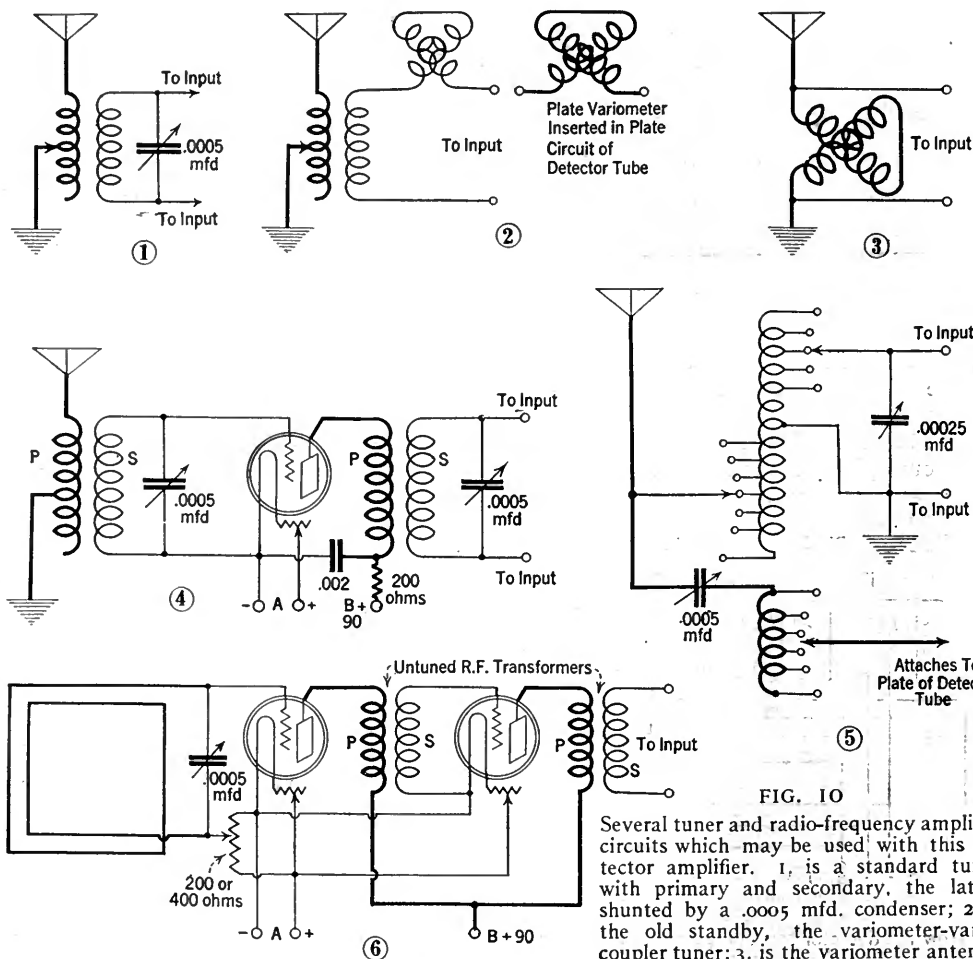 To Input
.0005
mfd
To Input
①
To Input
②
Plate Variometer
Inserted in Plate
Circuit of
Detector Tube
To Input
③
P
S
.0005
mfd
.002
200
ohms
- A +
B+
90
P
S
.0005
mfd
To Input
To Input
④
To Input
.00025
mfd
To Input
.0005
mfd
Attaches To
Plate of Detec
Tube
⑤
Untuned R.F. Transformers
.0005
mfd
200 or
400 ohms
P
S
P
S
To Input
- A +
B+90
⑥
FIG. 10
Several tuner and radio-frequency ampli
circuits which may be used with this
tector amplifier. 1, is a standard tu
with primary and secondary, the lat
shunted by a .0005 mfd. condenser; 2
the old standby, the variometer-var
coupler tuner; 3, is the variometer anten